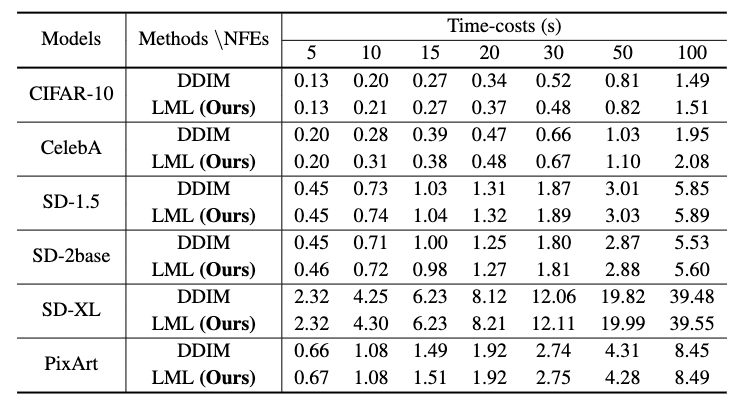 Models Methods \NFEs Time-costs (s)
5 10 15 20 30 50 100
CIFAR-10 DDIM 0.13 0.20 0.27 0.34 0.52 0.81 1.49
LML (Ours) 0.13 0.21 0.27 0.37 0.48 0.82 1.51
CelebA DDIM 0.20 0.28 0.39 0.47 0.66 1.03 1.95
LML (Ours) 0.20 0.31 0.38 0.48 0.67 1.10 2.08
SD-1.5 DDIM 0.45 0.73 1.03 1.31 1.87 3.01 5.85
LML (Ours) 0.45 0.74 1.04 1.32 1.89 3.03 5.89
SD-2base DDIM 0.45 0.71 1.00 1.25 1.80 2.87 5.53
LML (Ours) 0.46 0.72 0.98 1.27 1.81 2.88 5.60
SD-XL DDIM 2.32 4.25 6.23 8.12 12.06 19.82 39.48
LML (Ours) 2.32 4.30 6.23 8.21 12.11 19.99 39.55
PixArt DDIM 0.66 1.08 1.49 1.92 2.74 4.31 8.45
LML (Ours) 0.67 1.08 1.51 1.92 2.75 4.28 8.49